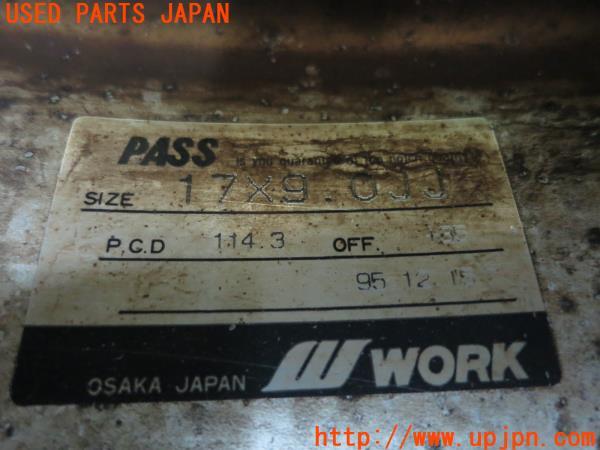 USED PARTS JAPAN
PASS
SIZE 17X9.0JJ
P.C.D 114.3 OFF.
95 12 15
OSAKA JAPAN W WORK
http://www.upjpn.com